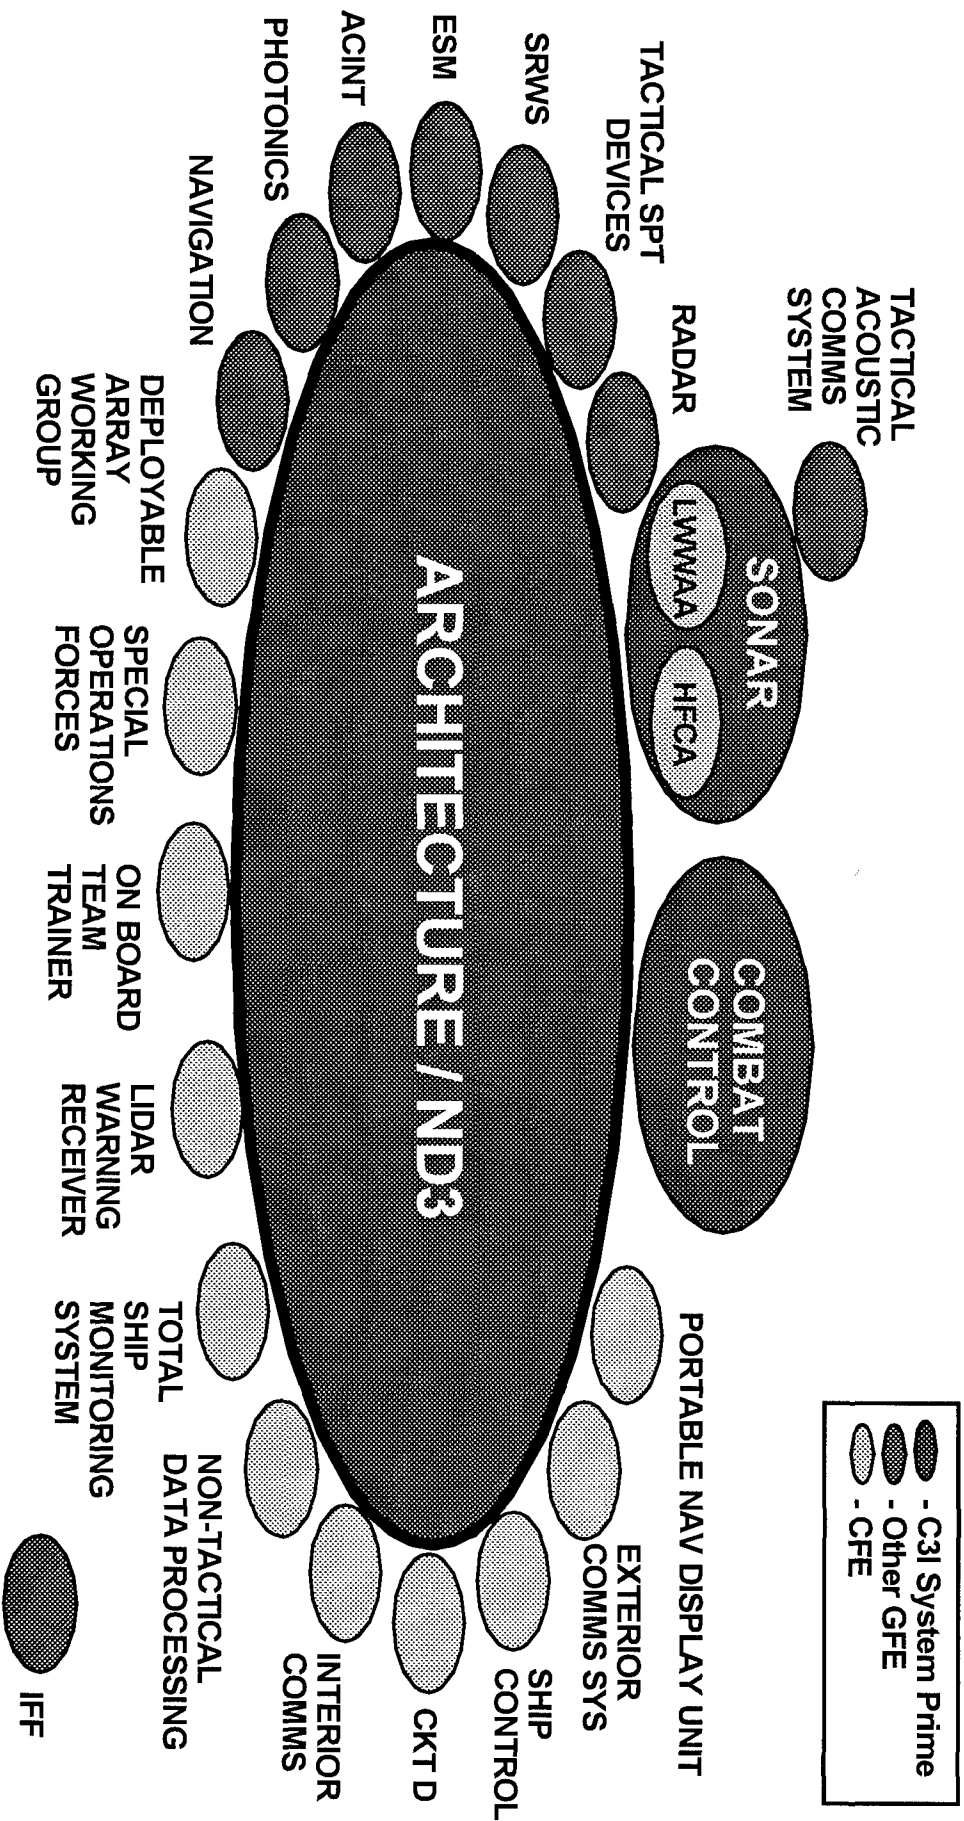 - C3I System Prime
- Other GFE
- CFE
TACTICAL
ACOUSTIC
COMMS
SYSTEM
SONAR
LWWAA
HFCA
COMBAT
CONTROL
PORTABLE NAV DISPLAY UNIT
RADAR
TACTICAL SPT
DEVICES
EXTERIOR
COMMS SYS
SRWS
SHIP
CONTROL
ESM
ARCHITECTURE / ND3
CKT D
ACINT
INTERIOR
COMMS
PHOTONICS
NAVIGATION
NON-TACTICAL
DATA PROCESSING
DEPLOYABLE
ARRAY
WORKING
GROUP
SPECIAL
OPERATIONS
FORCES
ON BOARD
TEAM
TRAINER
LIDAR
WARNING
RECEIVER
TOTAL
SHIP
MONITORING
SYSTEM
IFF